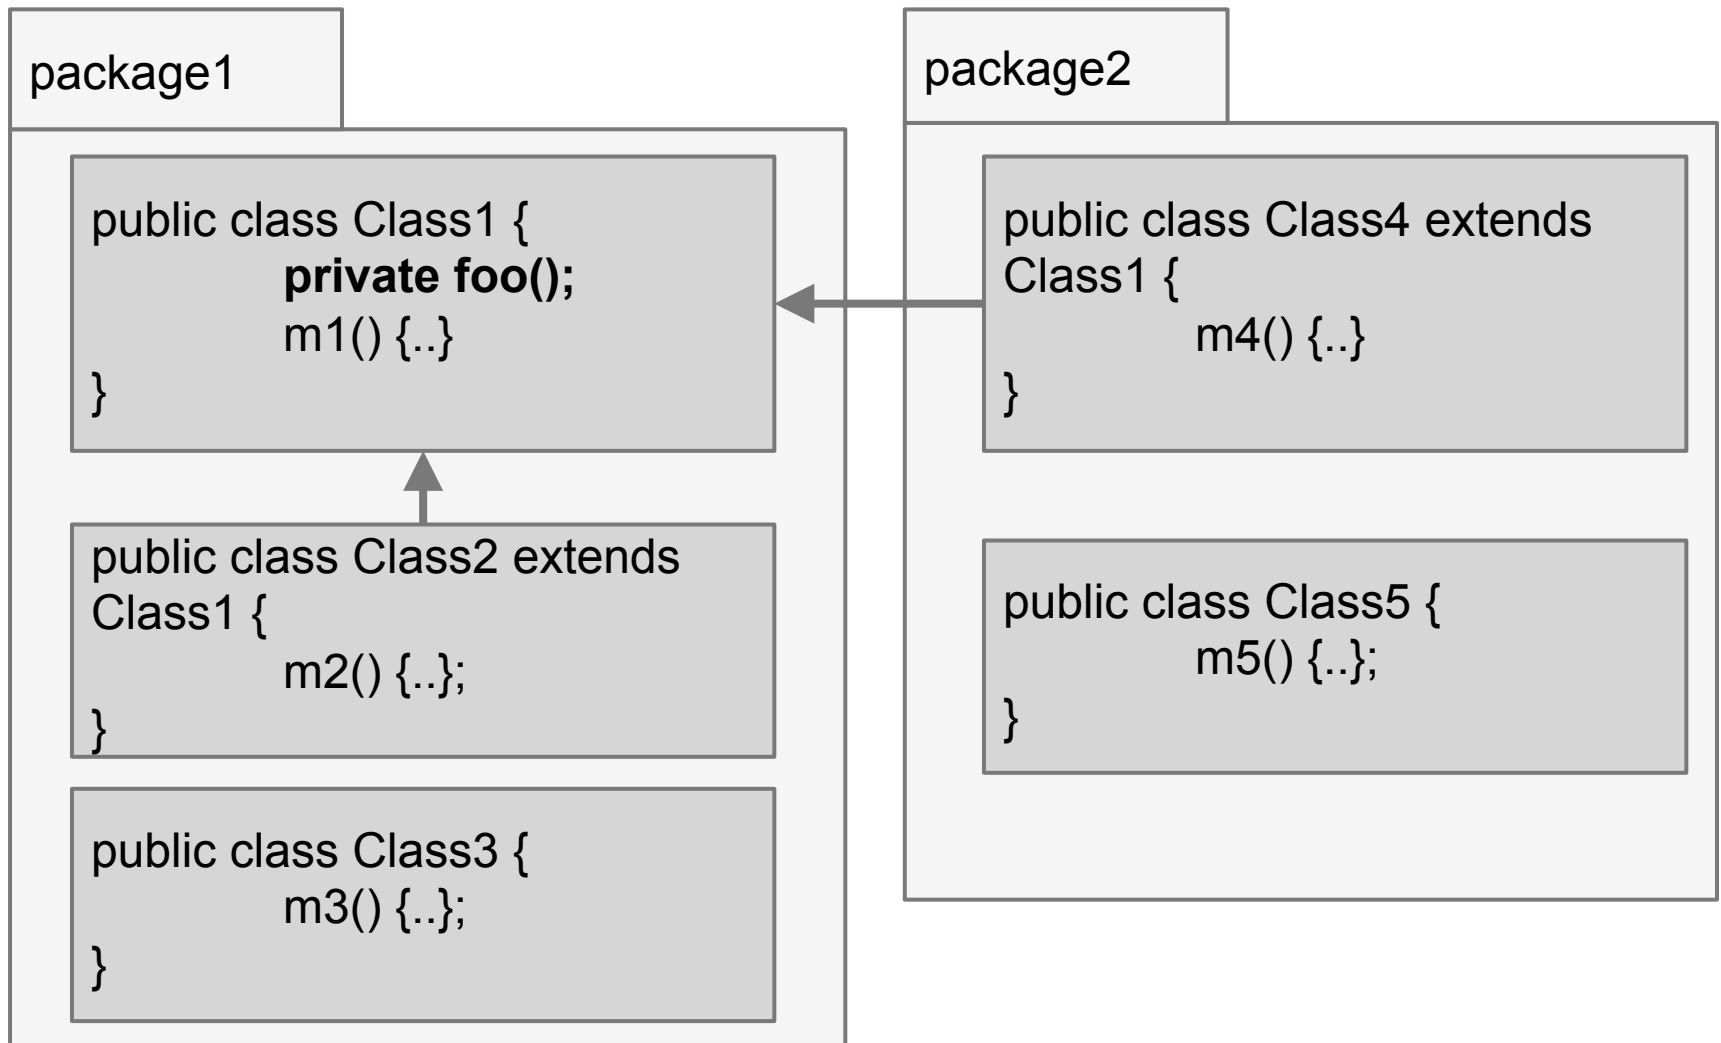 package1
public class Class1 {
private foo();
m1() {..}
}
public class Class2 extends
Class1 {
m2() {..};
}
public class Class3 {
m3() {..};
}
package2
public class Class4 extends
Class1 {
m4() {..}
}
public class Class5 {
m5() {..};
}